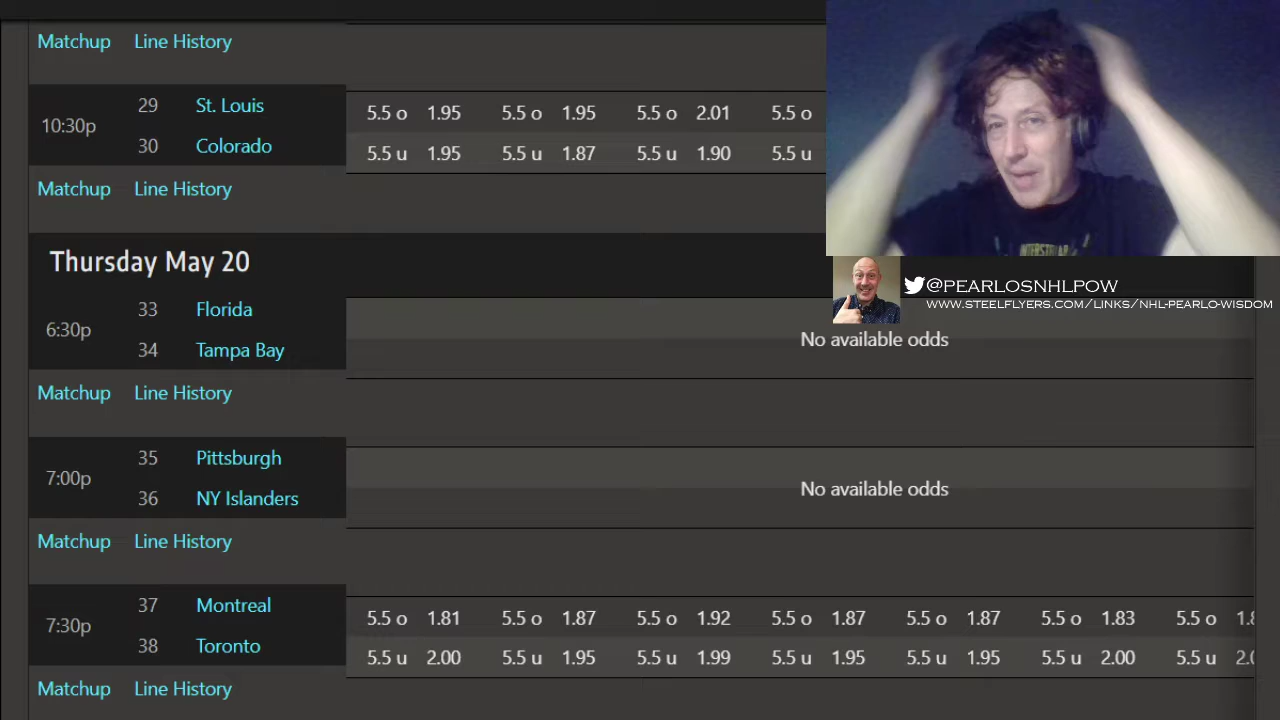 Matchup Line History
10:30p 29 St. Louis 5.5 o 1.95 5.5 o 1.95 5.5 o 2.01 5.5 o
30 Colorado 5.5 u 1.95 5.5 u 1.87 5.5 u 1.90 5.5 u
Matchup Line History
Thursday May 20
@PEARLOSNHLPOW
WWW.STEELFLYERS.COM/LINKS/NHL-PEARLO-WISDOM
6:30p 33 Florida
34 Tampa Bay
No available odds
Matchup Line History
7:00p 35 Pittsburgh
36 NY Islanders
No available odds
Matchup Line History
7:30p 37 Montreal 5.5 o 1.81 5.5 o 1.87 5.5 o 1.92 5.5 o 1.87 5.5 o 1.87 5.5 o 1.83 5.5 o
38 Toronto 5.5 u 2.00 5.5 u 1.95 5.5 u 1.99 5.5 u 1.95 5.5 u 1.95 5.5 u 2.00 5.5 u
Matchup Line History